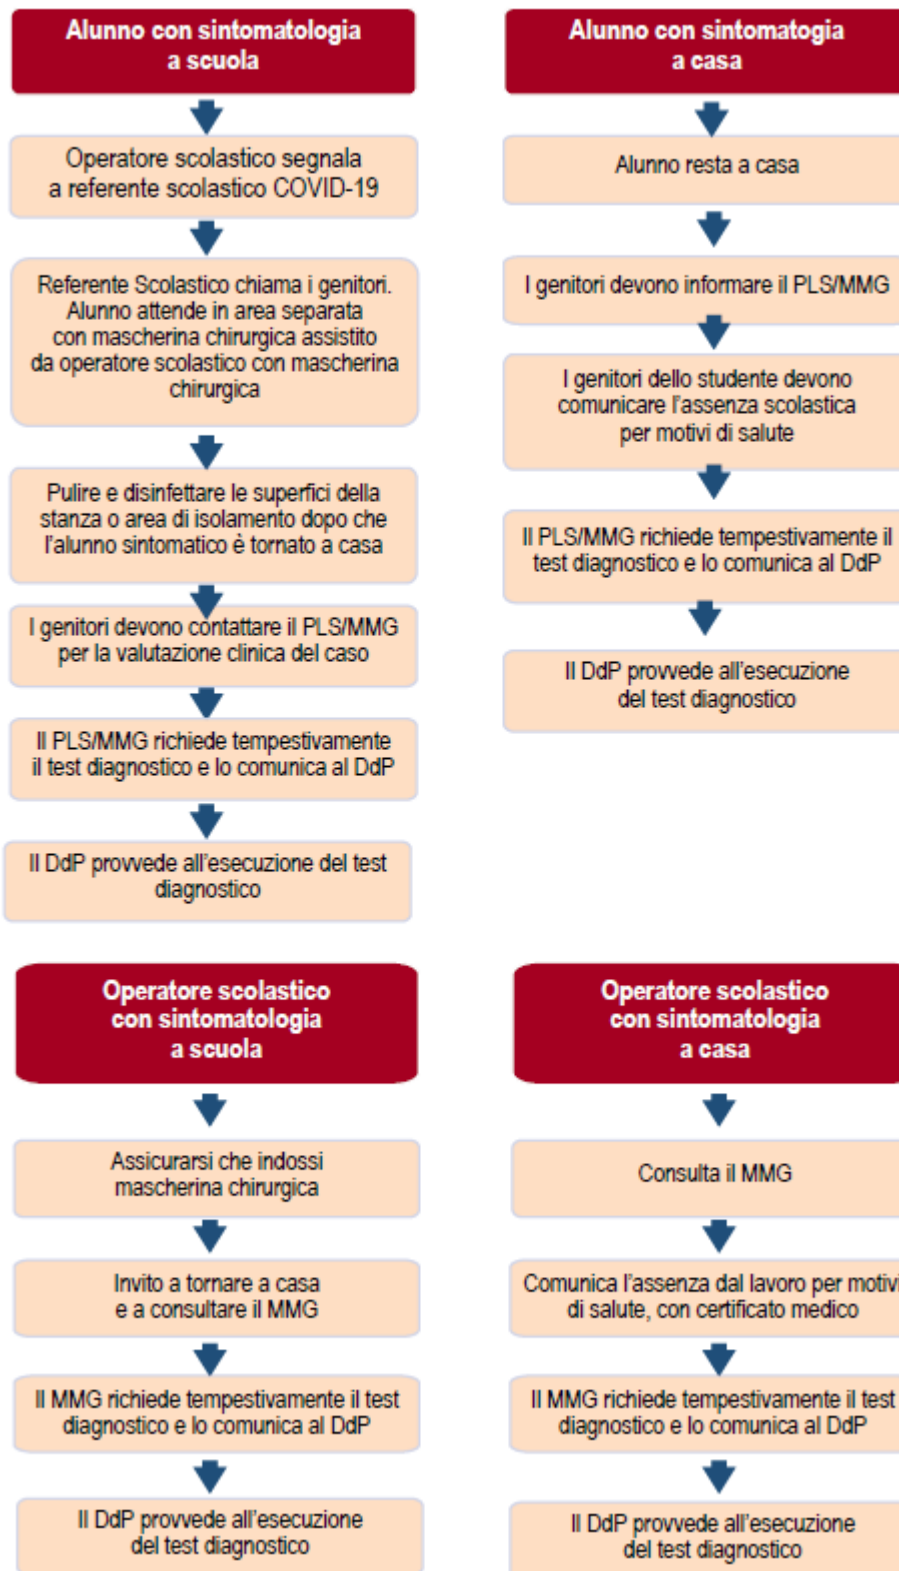 Alunno con sintomatologia
a scuola
Operatore scolastico segnala
a referente scolastico COVID-19
Referente Scolastico chiama i genitori.
Alunno attende in area separata
con mascherina chirurgica assistito
da operatore scolastico con mascherina
chirurgica
Pulire e disinfettare le superfici della
stanza o area di isolamento dopo che
l'alunno sintomatico è tornato a casa
I genitori devono contattare il PLS/MMG
per la valutazione clinica del caso
Il PLS/MMG richiede tempestivamente
il test diagnostico e lo comunica al DdP
Il DdP provvede all'esecuzione del test
diagnostico
Alunno con sintomatogia
a casa
Alunno resta a casa
I genitori devono informare il PLS/MMG
I genitori dello studente devono
comunicare l'assenza scolastica
per motivi di salute
Il PLS/MMG richiede tempestivamente il
test diagnostico e lo comunica al DdP
Il DdP provvede all'esecuzione
del test diagnostico
Operatore scolastico
con sintomatologia
a scuola
Assicurarsi che indossi
mascherina chirurgica
Invito a tornare a casa
e a consultare il MMG
Il MMG richiede tempestivamente il test
diagnostico e lo comunica al DdP
Il DdP provvede all'esecuzione
del test diagnostico
Operatore scolastico
con sintomatologia
a casa
Consulta il MMG
Comunica l'assenza dal lavoro per motivi
di salute, con certificato medico
Il MMG richiede tempestivamente il test
diagnostico e lo comunica al DdP
Il DdP provvede all'esecuzione
del test diagnostico